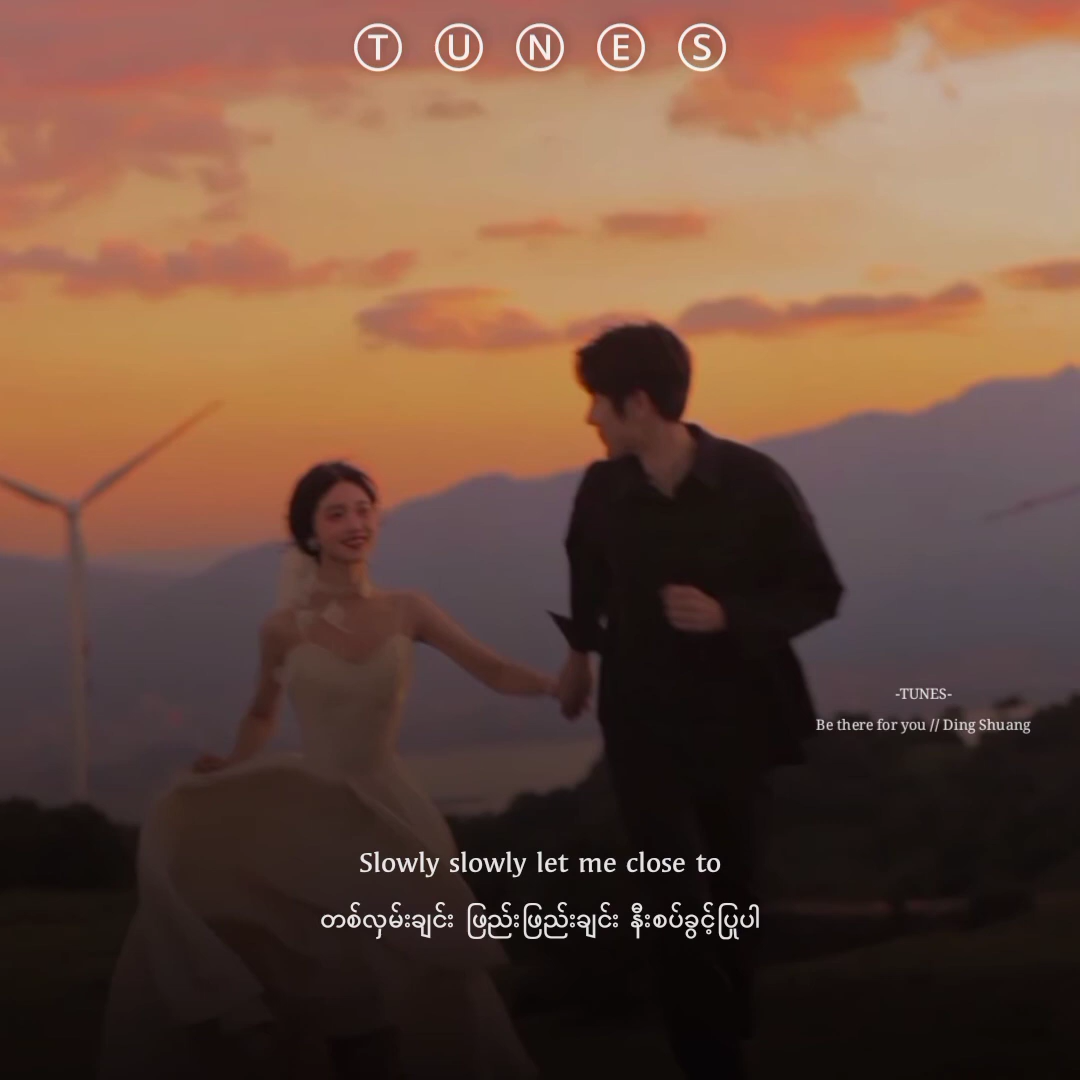 TUNES
-TUNES-
Be there for you // Ding Shuang
Slowly slowly let me close to
တစ်လှမ်းချင်း ဖြည်းဖြည်းချင်း နီးစပ်ခွင့်ပြုပါ